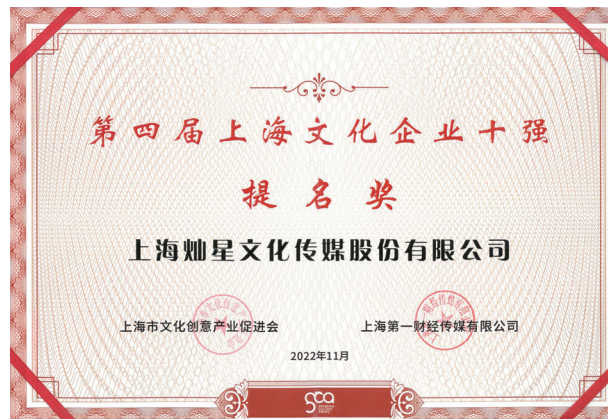 第四届上海文化企业十强
提名奖
上海灿星文化传媒股份有限公司
上海市文化创意产业促进会
上海第一财经传媒有限公司
2022年11月
sca